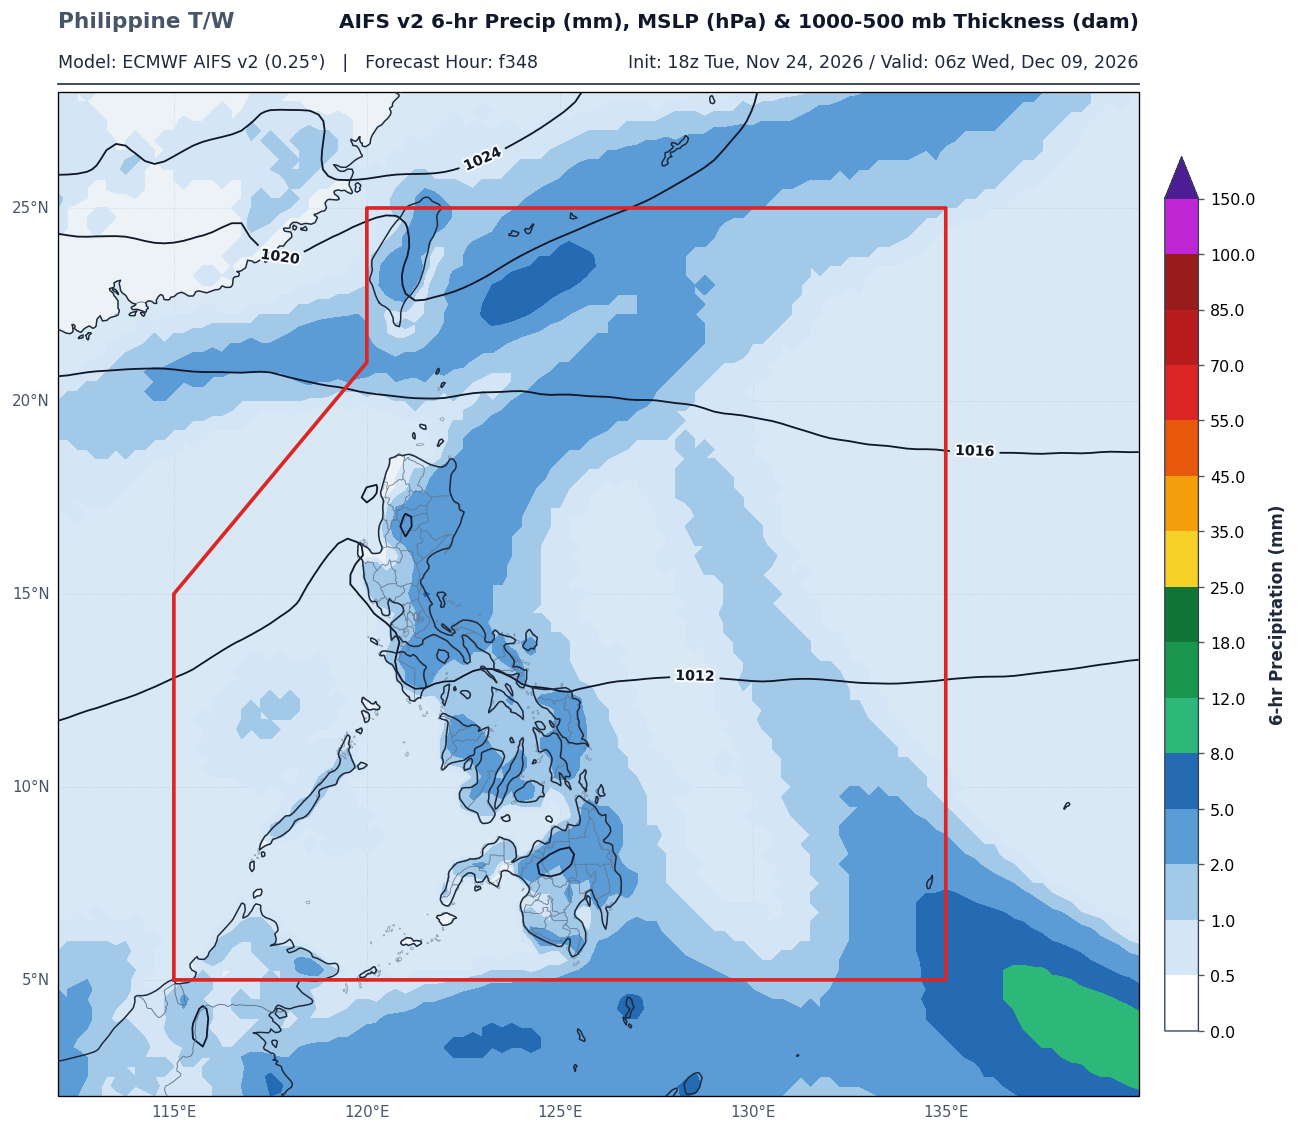 Philippine T/W
AIFS v2 6-hr Precip (mm), MSLP (hPa) & 1000-500 mb Thickness (dam)
Model: ECMWF AIFS v2 (0.25°) | Forecast Hour: f348
Init: 18z Tue, Nov 24, 2026 / Valid: 06z Wed, Dec 09, 2026
1024
1020
1016
1012
25°N
20°N
15°N
10°N
5°N
115°E
120°E
125°E
130°E
135°E
150.0
100.0
85.0
70.0
55.0
45.0
35.0
25.0
18.0
12.0
8.0
5.0
2.0
1.0
0.5
0.0
6-hr Precipitation (mm)